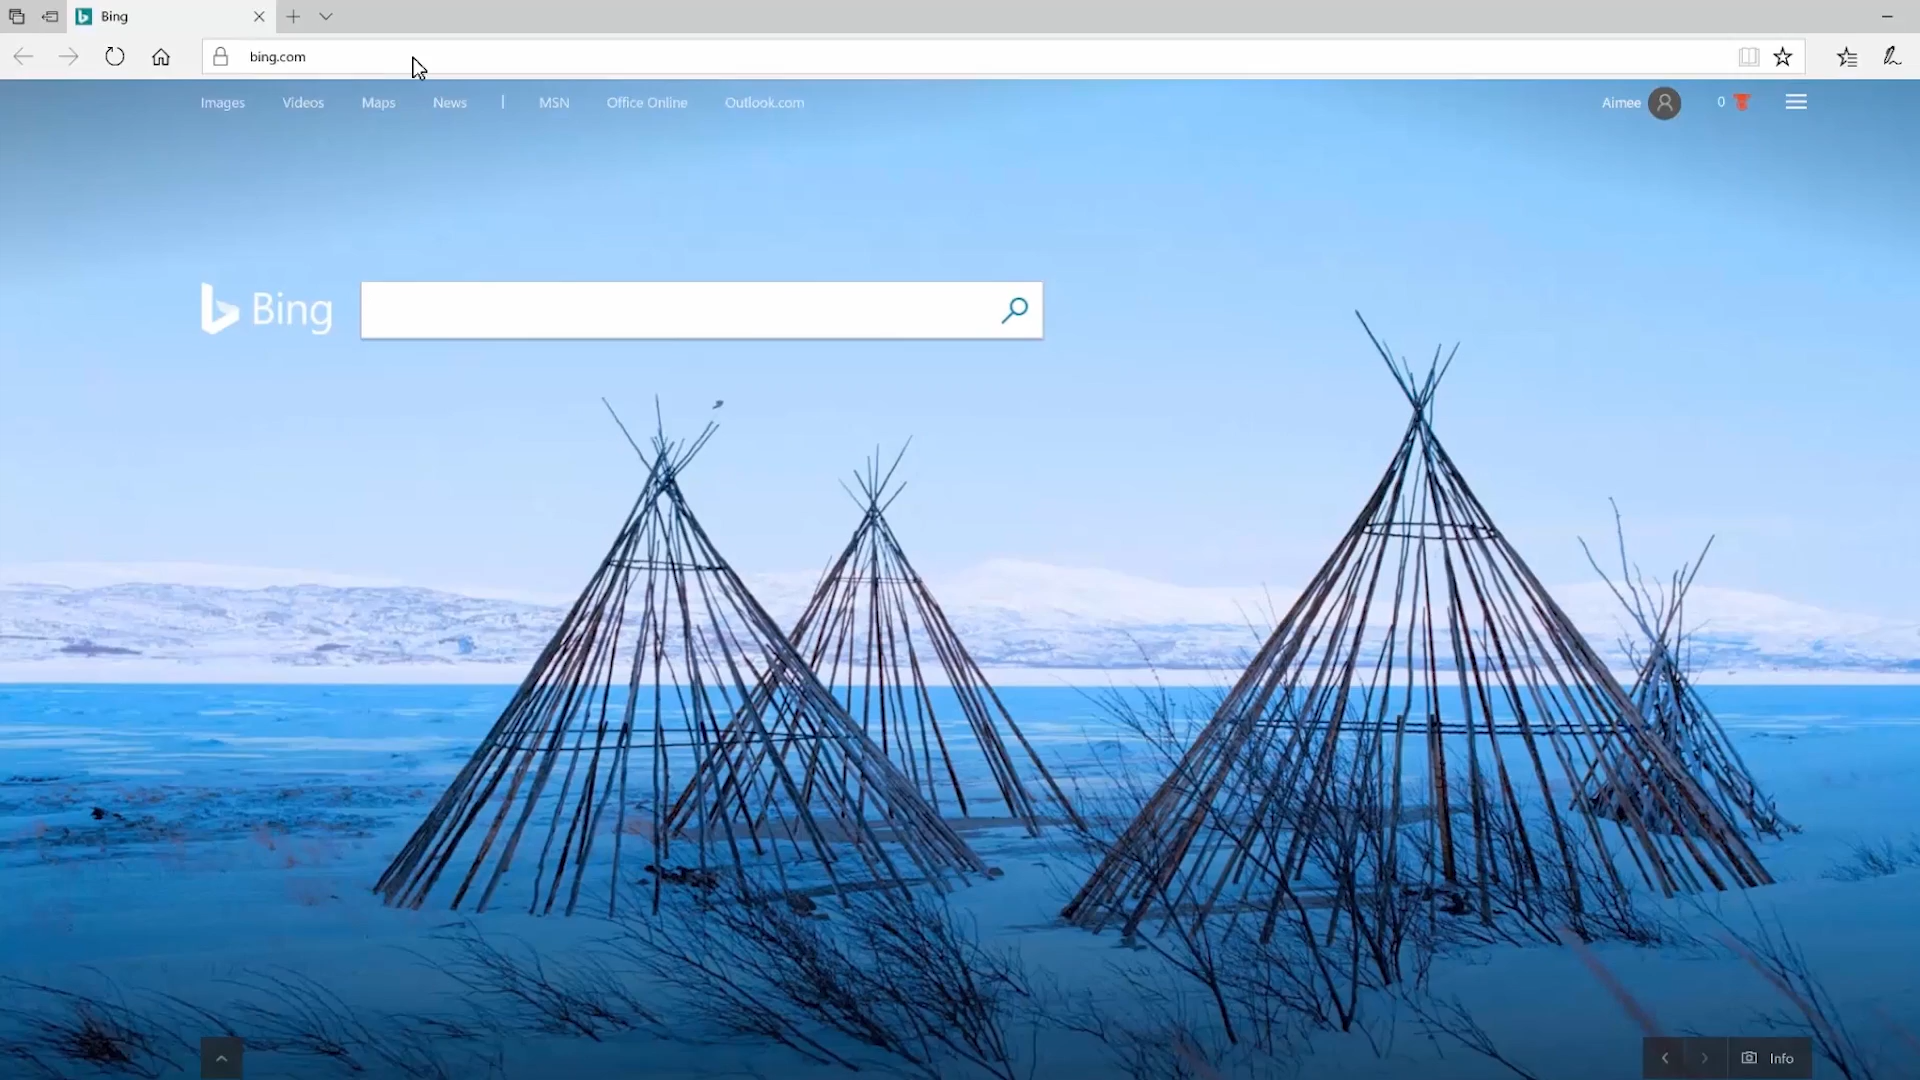 Bing
bing.com
Images Videos Maps News | MSN Office Online Outlook.com Aimee 0
Bing
Info